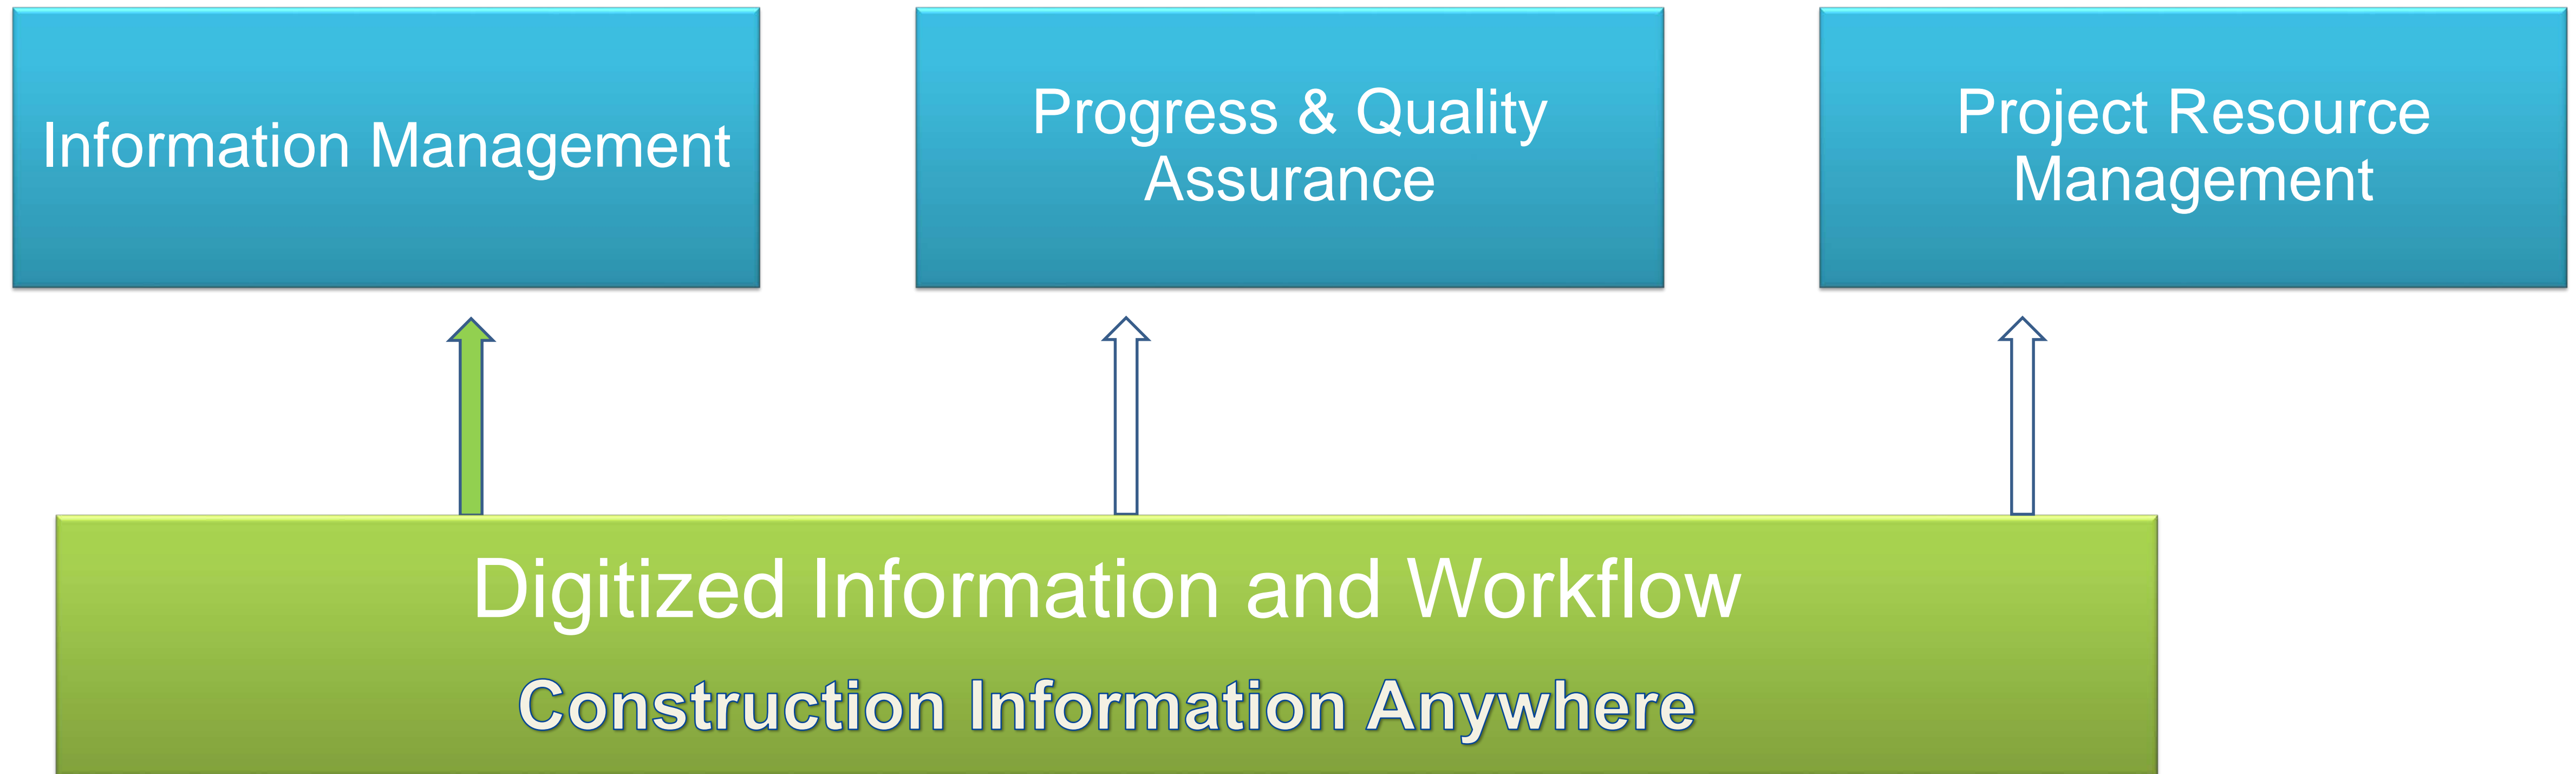 Information Management
Progress & Quality
Assurance
Project Resource
Management
Digitized Information and Workflow
Construction Information Anywhere